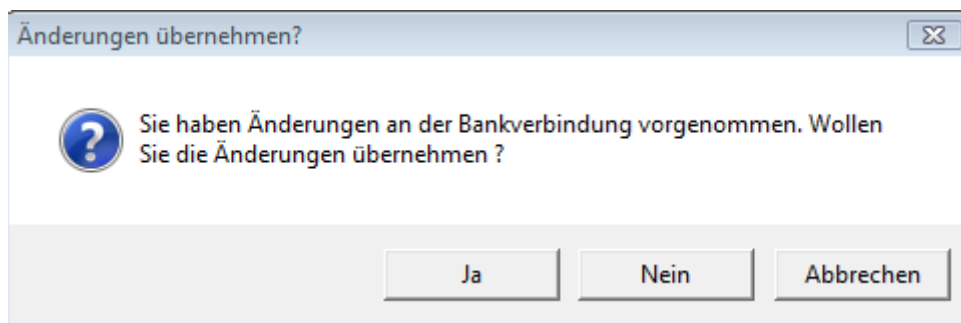 Änderungen übernehmen?
Sie haben Änderungen an der Bankverbindung vorgenommen. Wollen
Sie die Änderungen übernehmen ?
Ja Nein Abbrechen